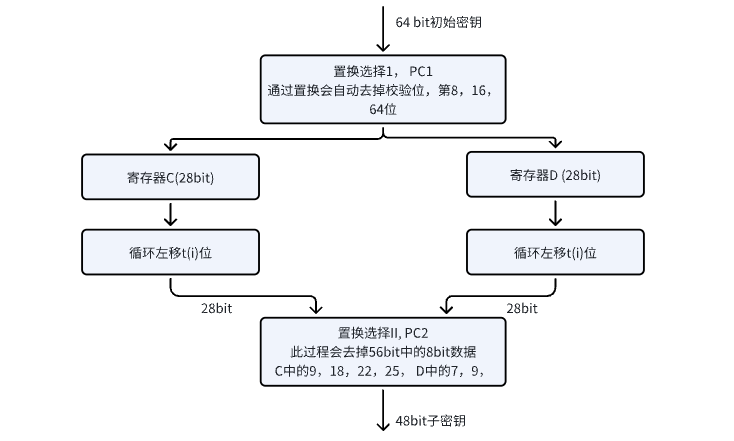 64 bit初始密钥
置换选择1， PC1
通过置换会自动去掉校验位，第8，16，
64位
寄存器C(28bit)
寄存器D (28bit)
循环左移t(i)位
循环左移t(i)位
28bit
28bit
置换选择II, PC2
此过程会去掉56bit中的8bit数据
C中的9，18，22，25， D中的7，9，
48bit子密钥